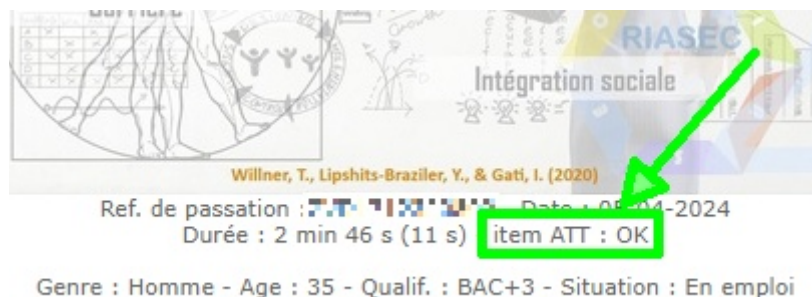 RIASEC
Intégration sociale
Willner, T., Lipshits-Braziler, Y., & Gati, I. (2020)
Ref. de passation : Date : 05-04-2024
Durée : 2 min 46 s (11 s) item ATT : OK
Genre : Homme - Age : 35 - Qualif. : BAC+3 - Situation : En emploi